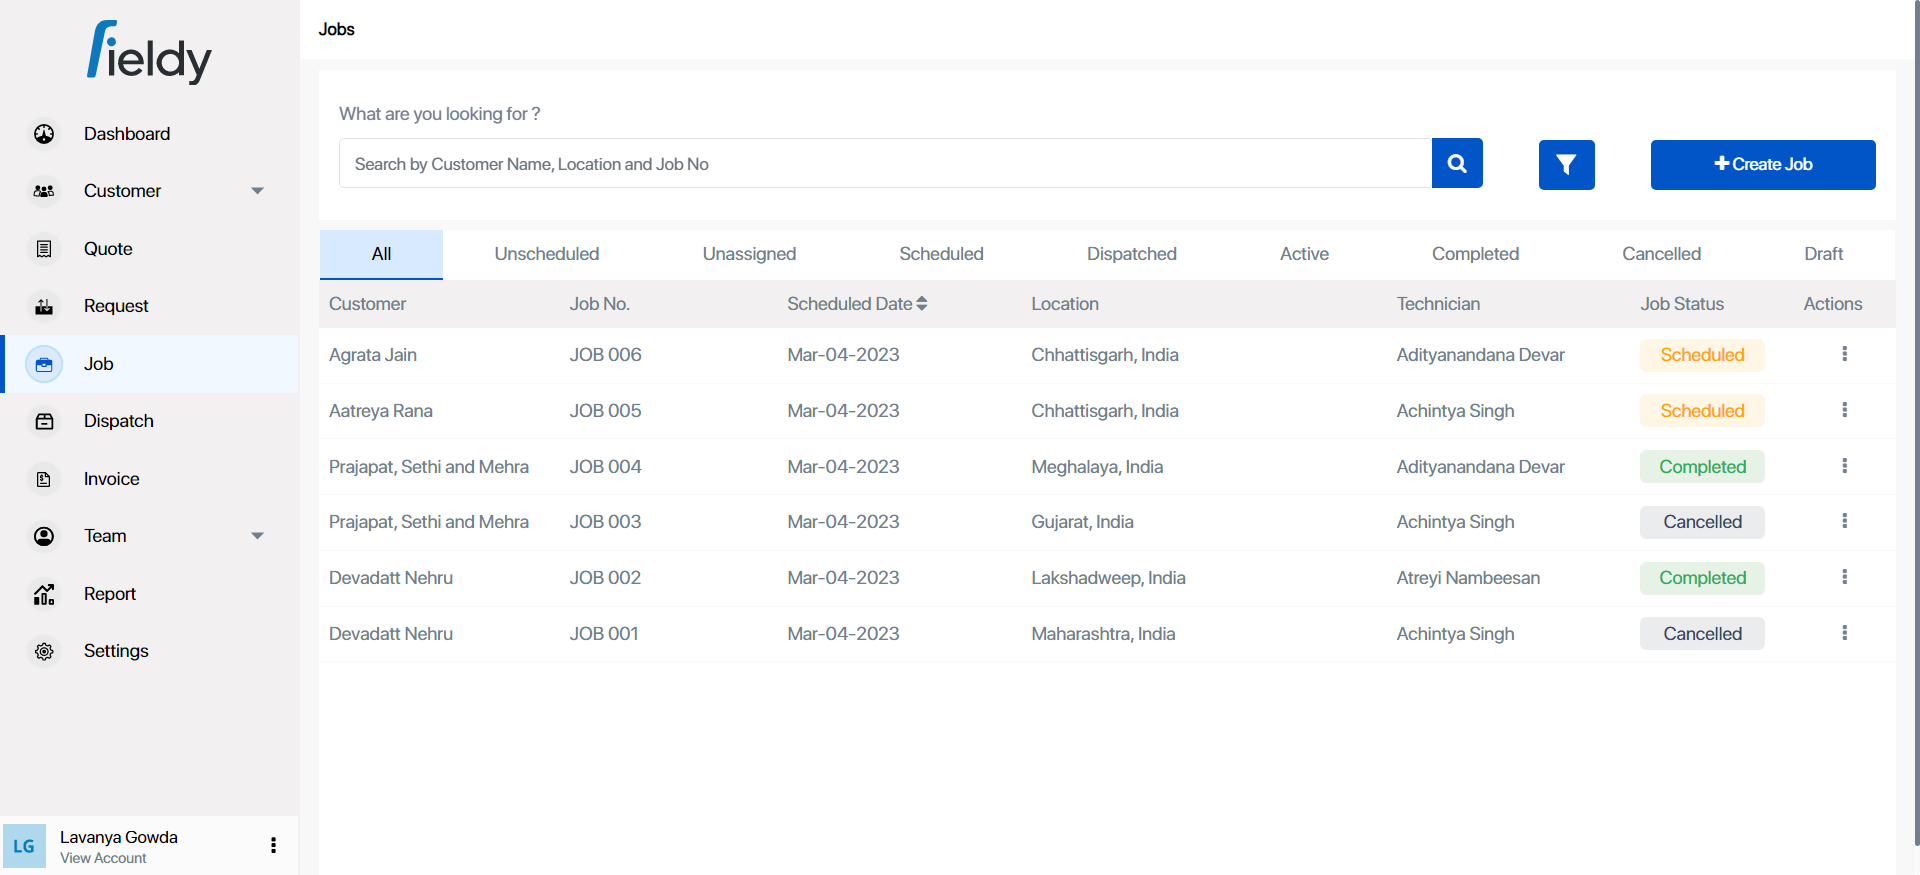 fieldy
Dashboard
Customer
Quote
Request
Job
Dispatch
Invoice
Team
Report
Settings
LG
Lavanya Gowda
View Account
Jobs
What are you looking for ?
Search by Customer Name, Location and Job No
Create Job
All Unscheduled Unassigned Scheduled Dispatched Active Completed Cancelled Draft
Customer Job No. Scheduled Date Location Technician Job Status Actions
Agrata Jain JOB 006 Mar-04-2023 Chhattisgarh, India Adityanandana Devar Scheduled
Aatreya Rana JOB 005 Mar-04-2023 Chhattisgarh, India Achintya Singh Scheduled
Prajapat, Sethi and Mehra JOB 004 Mar-04-2023 Meghalaya, India Adityanandana Devar Completed
Prajapat, Sethi and Mehra JOB 003 Mar-04-2023 Gujarat, India Achintya Singh Cancelled
Devadatt Nehru JOB 002 Mar-04-2023 Lakshadweep, India Atreyi Nambeesan Completed
Devadatt Nehru JOB 001 Mar-04-2023 Maharashtra, India Achintya Singh Cancelled